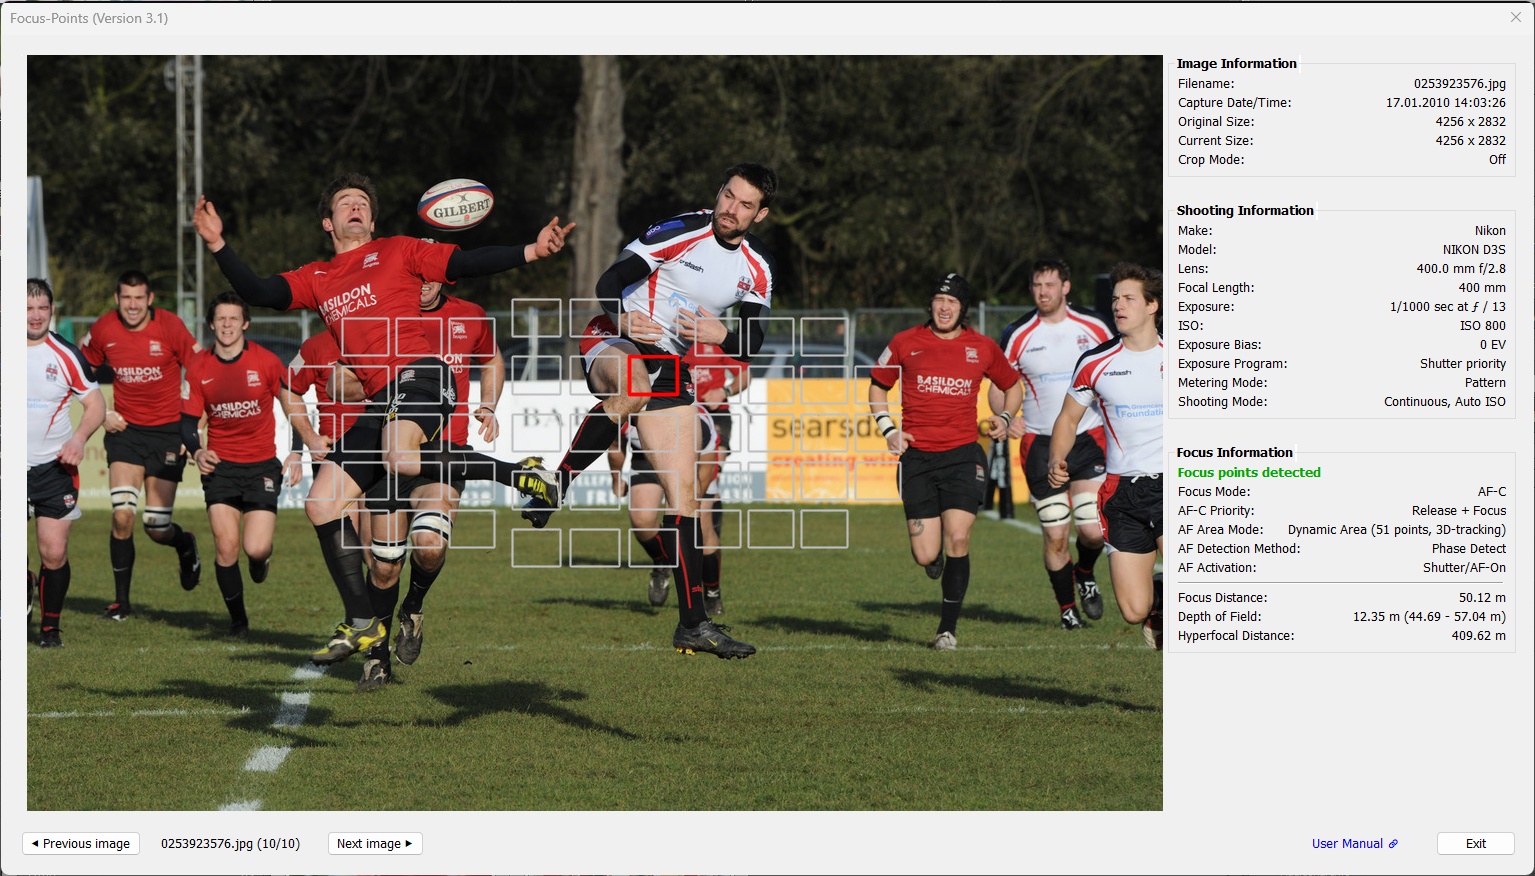 Focus-Points (Version 3.1)
GILBERT
BASILDON
CHEMICALS
stash
BASILDON
CHEMICALS
BASILDON
CHEMICALS
BASILDON
CHEMICALS
stash
stash
Foundation
BAR
searsda
creating
Image Information
Filename: 0253923576.jpg
Capture Date/Time: 17.01.2010 14:03:26
Original Size: 4256 x 2832
Current Size: 4256 x 2832
Crop Mode: Off
Shooting Information
Make: Nikon
Model: NIKON D3S
Lens: 400.0 mm f/2.8
Focal Length: 400 mm
Exposure: 1/1000 sec at ƒ / 13
ISO: ISO 800
Exposure Bias: 0 EV
Exposure Program: Shutter priority
Metering Mode: Pattern
Shooting Mode: Continuous, Auto ISO
Focus Information
Focus points detected
Focus Mode: AF-C
AF-C Priority: Release + Focus
AF Area Mode: Dynamic Area (51 points, 3D-tracking)
AF Detection Method: Phase Detect
AF Activation: Shutter/AF-On
Focus Distance: 50.12 m
Depth of Field: 12.35 m (44.69 - 57.04 m)
Hyperfocal Distance: 409.62 m
Previous image
0253923576.jpg (10/10)
Next image
User Manual
Exit